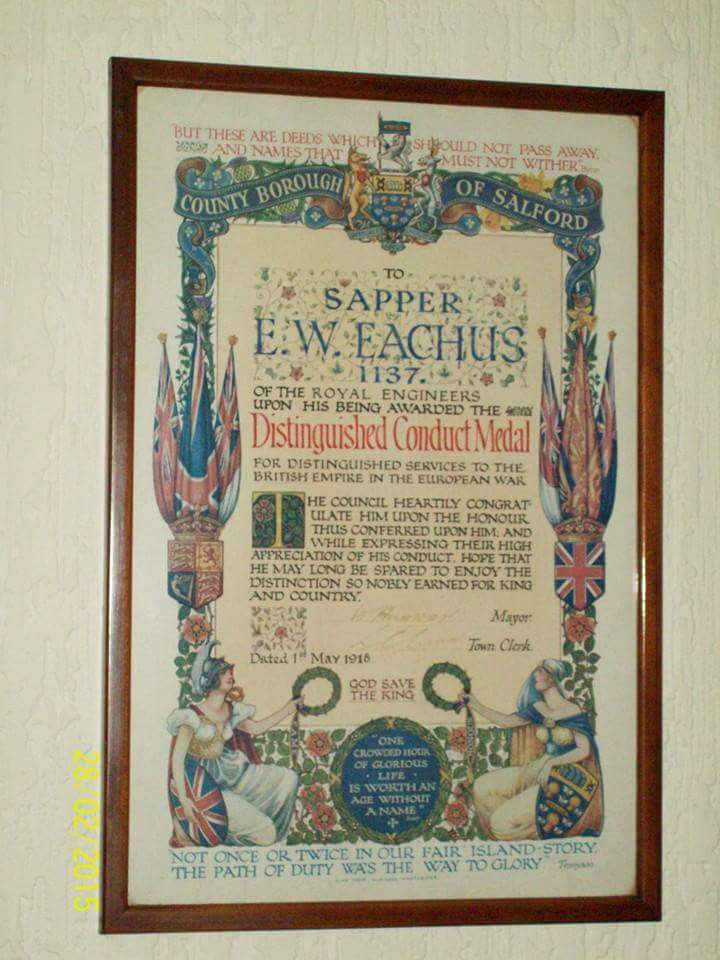 "BUT THESE ARE DEEDS WHICH SHOULD NOT PASS AWAY,
AND NAMES THAT MUST NOT WITHER"
COUNTY BOROUGH OF SALFORD
TO
SAPPER
E. W. EACHUS
1137.
OF THE ROYAL ENGINEERS
UPON HIS BEING AWARDED THE
Distinguished Conduct Medal
FOR DISTINGUISHED SERVICES TO THE
BRITISH EMPIRE IN THE EUROPEAN WAR
THE COUNCIL HEARTILY CONGRAT-
ULATE HIM UPON THE HONOUR
THUS CONFERRED UPON HIM; AND
WHILE EXPRESSING THEIR HIGH
APPRECIATION OF HIS CONDUCT, HOPE THAT
HE MAY LONG BE SPARED TO ENJOY THE
DISTINCTION SO NOBLY EARNED FOR KING
AND COUNTRY.
Mayor.
Town Clerk.
Dated 1st May 1918
GOD SAVE
THE KING
"ONE
CROWDED HOUR
OF GLORIOUS
LIFE
IS WORTH AN
AGE WITHOUT
A NAME"
"NOT ONCE OR TWICE IN OUR FAIR ISLAND-STORY,
THE PATH OF DUTY WAS THE WAY TO GLORY" Tennyson
28/02/2015